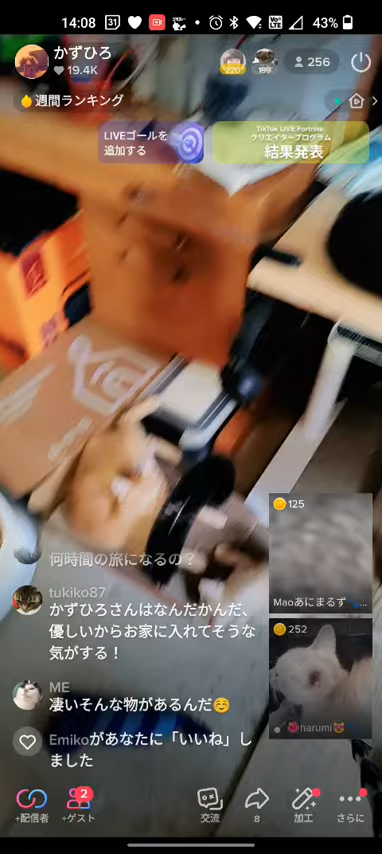 14:08
31
43%
かずひろ
19.4K
220
199
256
週間ランキング
LIVEゴールを
追加する
TikTok LIVE Fortnite
クリエイタープログラム
結果発表
何時間の旅になるの？
tukiko87
かずひろさんはなんだかんだ、
優しいからお家に入れてそうな
気がする！
ME
凄いそんな物があるんだ☺️
Emikoがあなたに「いいね」し
ました
125
Maoあにまるず
252
harumi
+配信者
2
+ゲスト
交流
8
加工
さらに